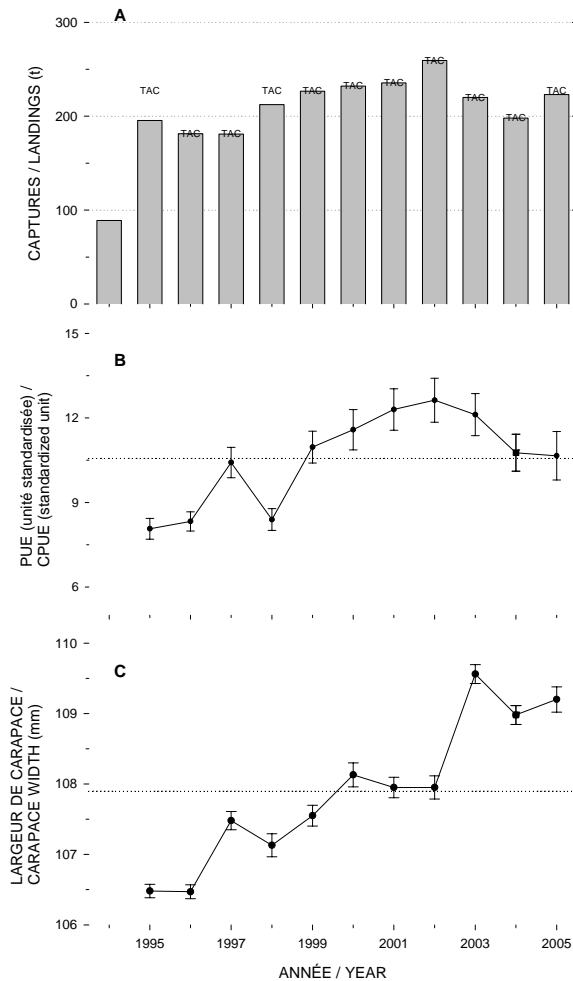 A
300
200
100
0
CAPTURES / LANDINGS (t)
TAC
TAC
TAC
TAC
TAC
TAC
TAC
TAC
TAC
TAC
TAC
B
15
12
9
6
PUE (unité standardisée) /
CPUE (standardized unit)
C
110
109
108
107
106
LARGEUR DE CARAPACE /
CARAPACE WIDTH (mm)
1995 1997 1999 2001 2003 2005
ANNÉE / YEAR